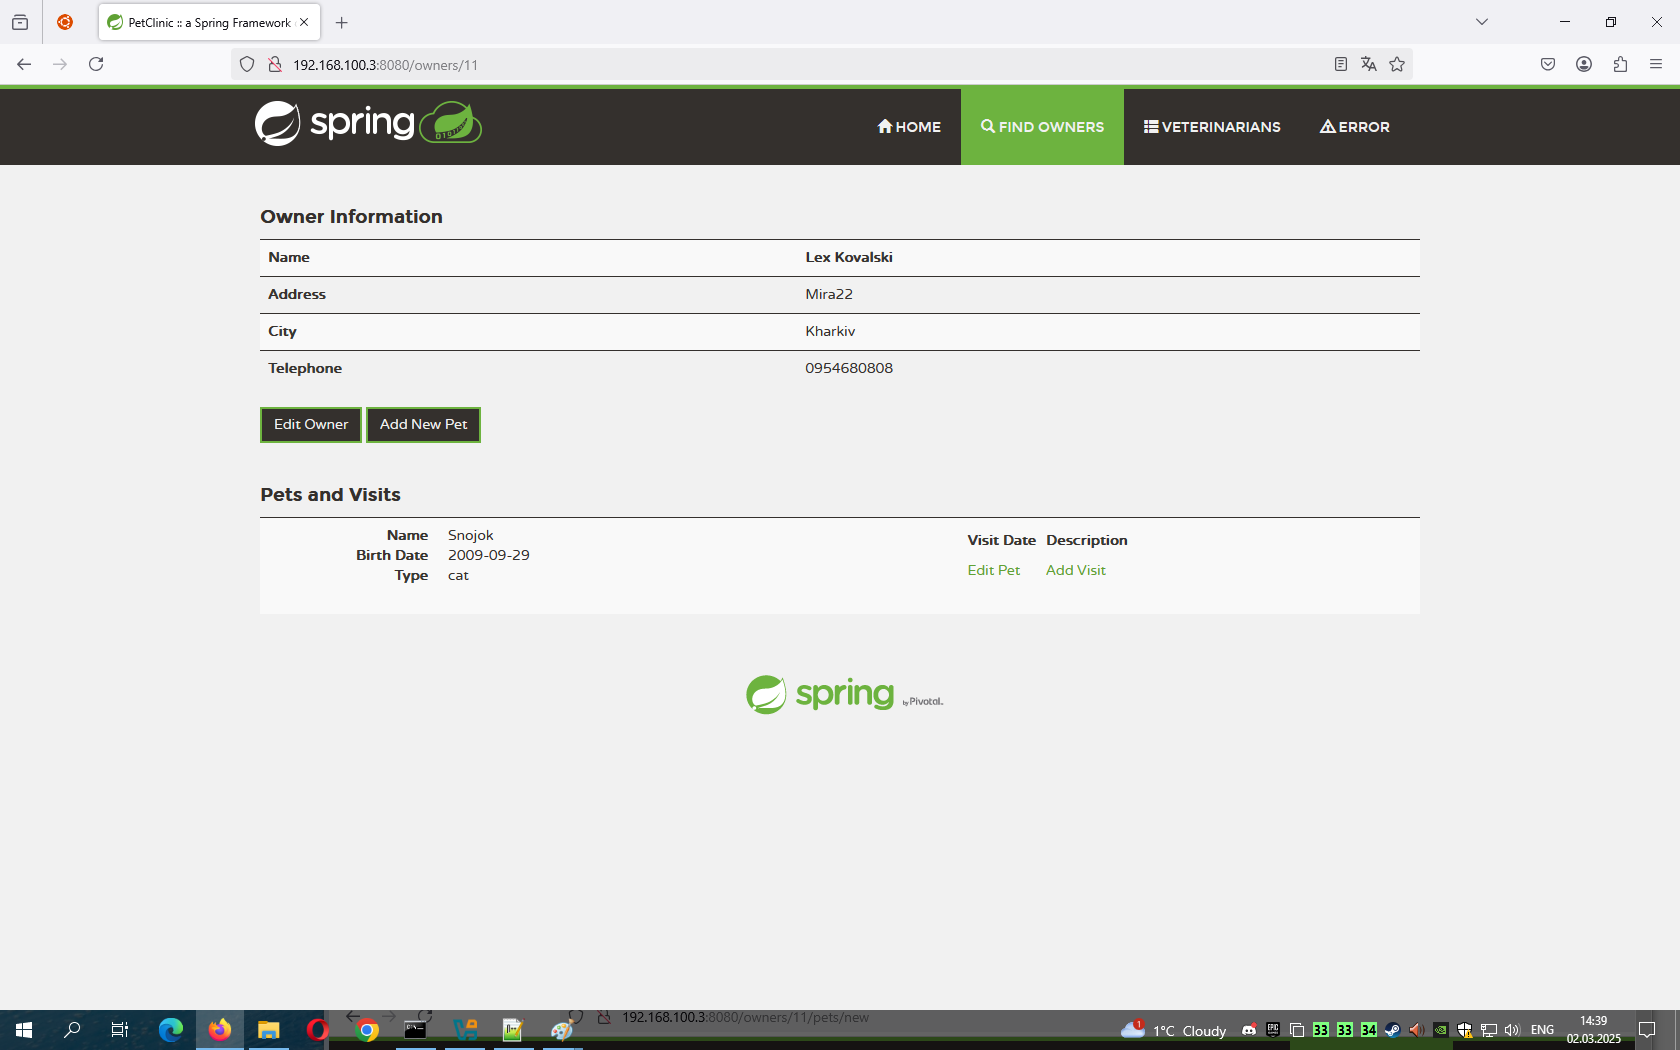 PetClinic :: a Spring Framework
192.168.100.3:8080/owners/11
spring
HOME
FIND OWNERS
VETERINARIANS
ERROR
Owner Information
Name Lex Kovalski
Address Mira22
City Kharkiv
Telephone 0954680808
Edit Owner Add New Pet
Pets and Visits
Name Snojok
Birth Date 2009-09-29
Type cat
Visit Date Description
Edit Pet Add Visit
spring by Pivotal.
192.168.100.3:8080/owners/11/pets/new
1 1°C Cloudy
33 33 34
ENG
14:39
02.03.2025